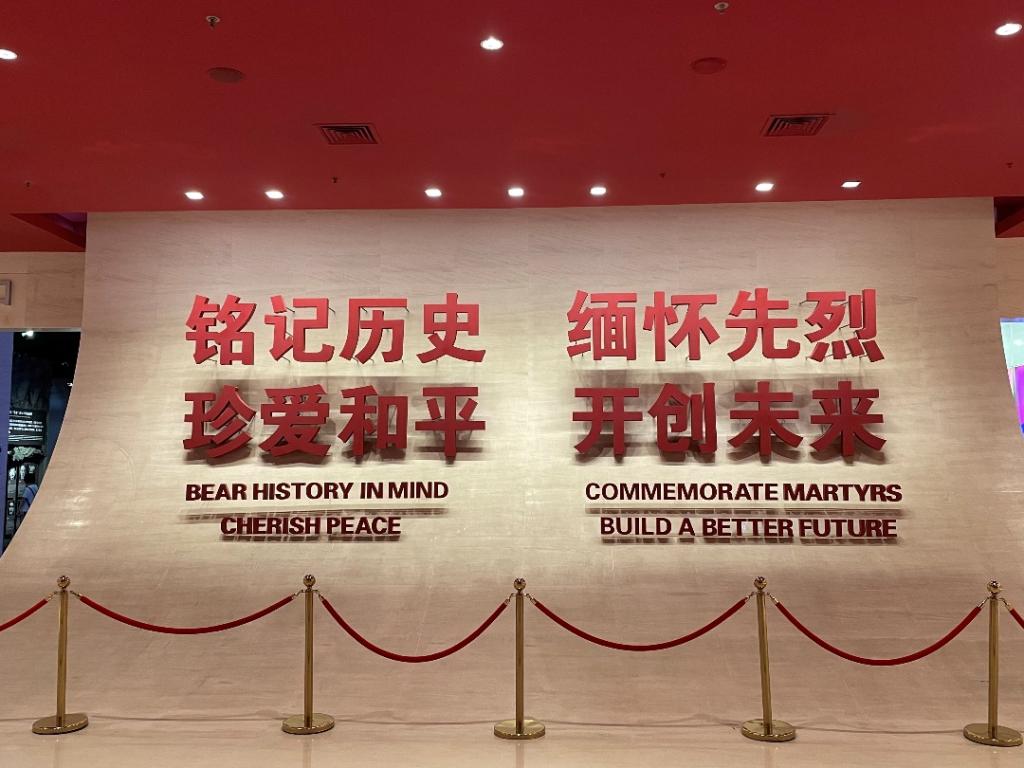 铭记历史 缅怀先烈
珍爱和平 开创未来
BEAR HISTORY IN MIND COMMEMORATE MARTYRS
CHERISH PEACE BUILD A BETTER FUTURE